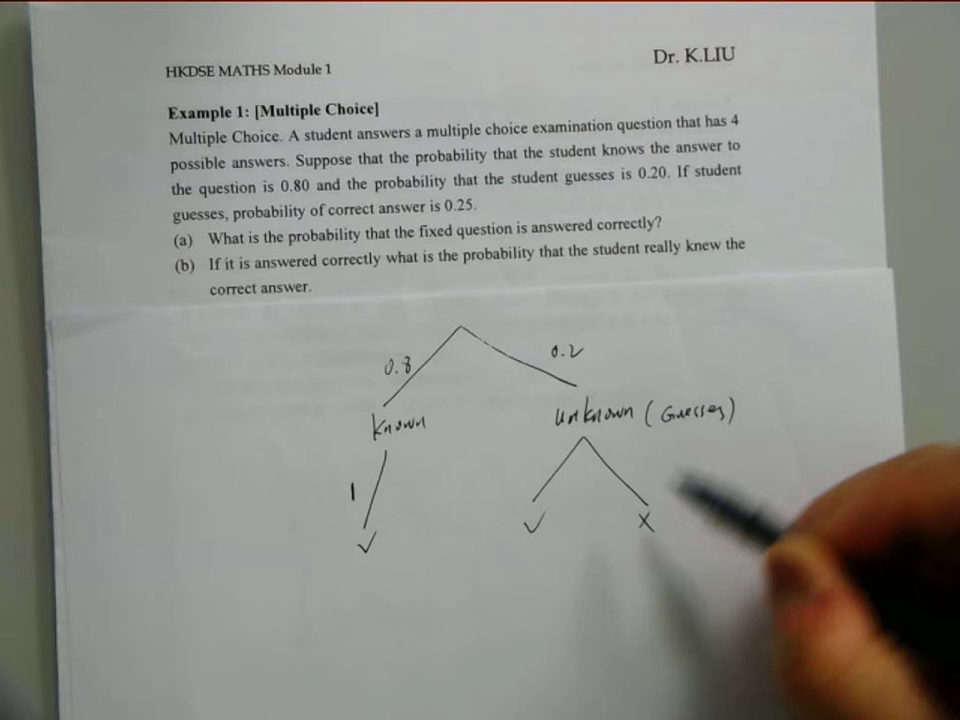 HKDSE MATHS Module 1
Dr. K.LIU
Example 1: [Multiple Choice]
Multiple Choice. A student answers a multiple choice examination question that has 4
possible answers. Suppose that the probability that the student knows the answer to
the question is 0.80 and the probability that the student guesses is 0.20. If student
guesses, probability of correct answer is 0.25.
(a) What is the probability that the fixed question is answered correctly?
(b) If it is answered correctly what is the probability that the student really knew the
correct answer.
0.8
0.2
Known
Unknown (Guesses)
1
✓
✓
X